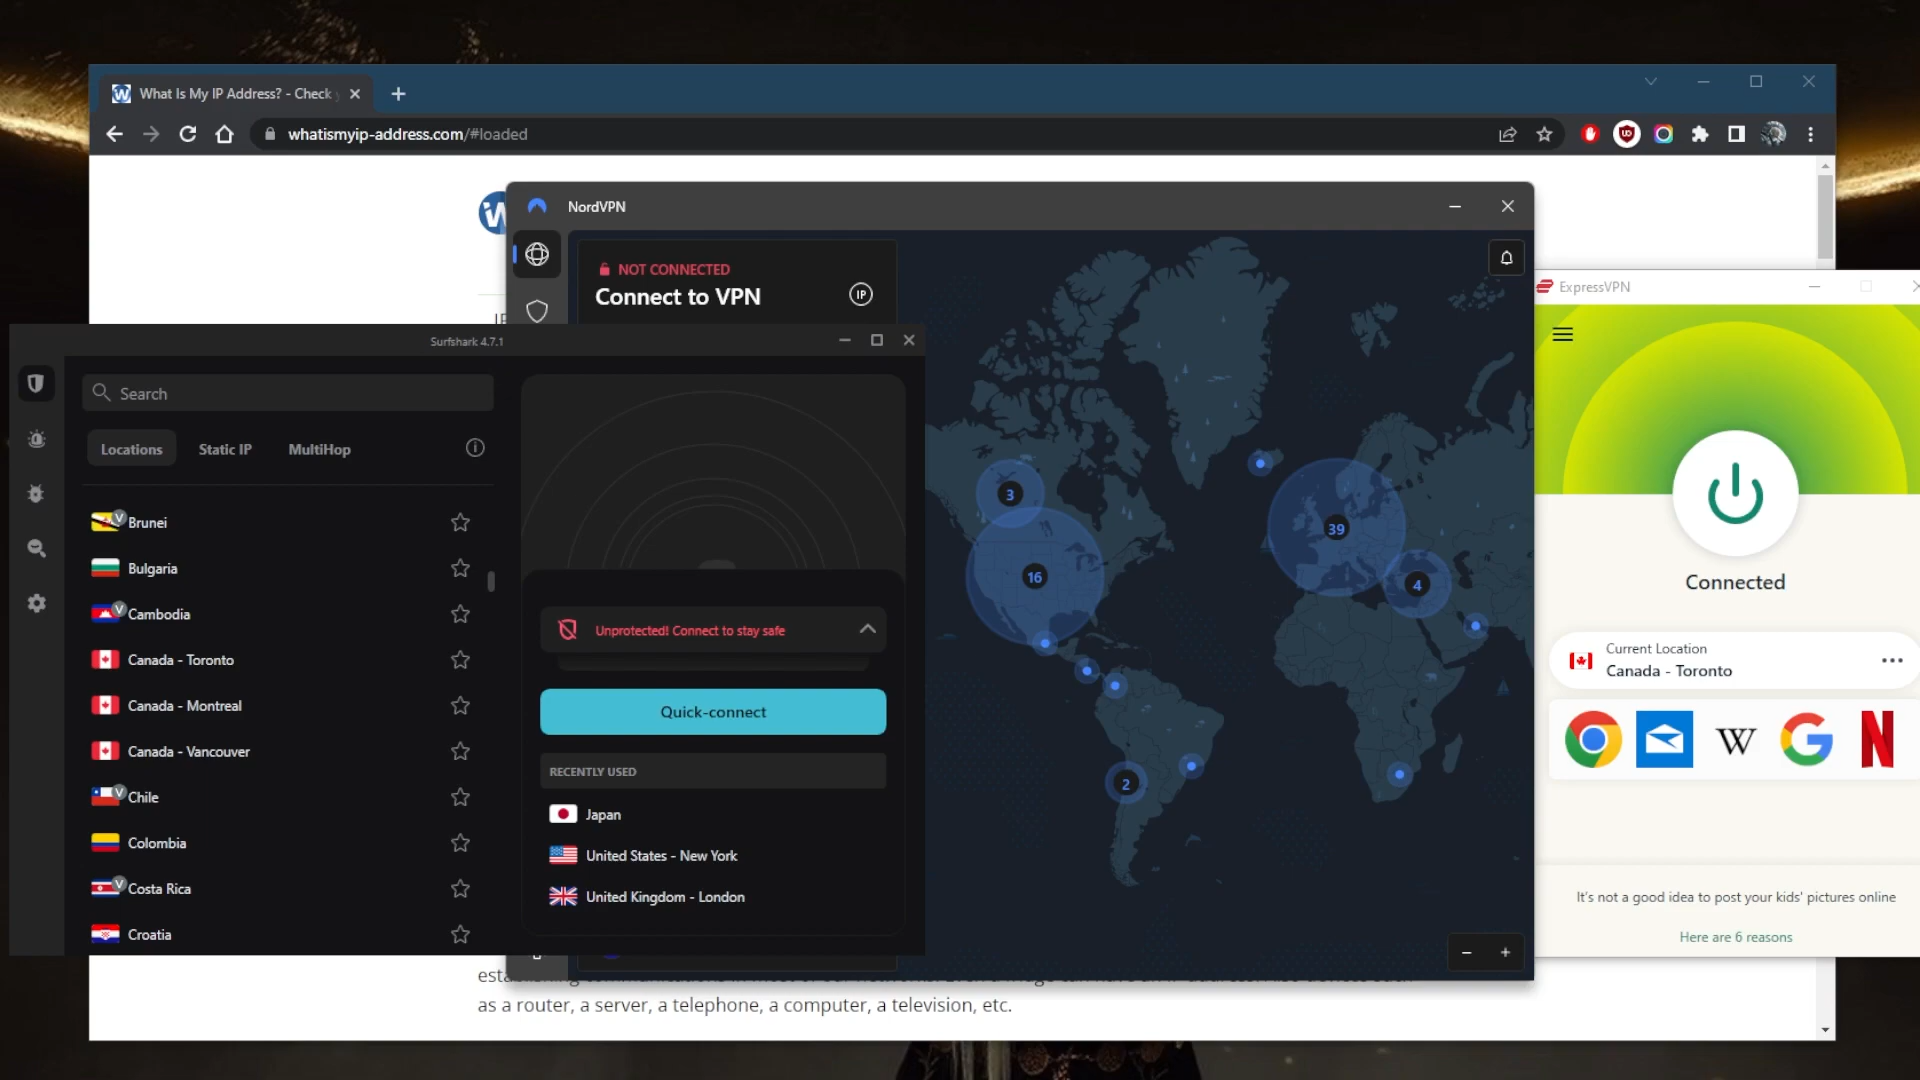 What Is My IP Address? - Check
whatismyip-address.com/#loaded
NordVPN
NOT CONNECTED
Connect to VPN
IP
ExpressVPN
Surfshark 4.7.1
Search
Locations
Static IP
MultiHop
Brunei
Bulgaria
Cambodia
Canada - Toronto
Canada - Montreal
Canada - Vancouver
Chile
Colombia
Costa Rica
Croatia
Unprotected! Connect to stay safe
Quick-connect
RECENTLY USED
Japan
United States - New York
United Kingdom - London
3
16
39
4
2
Connected
Current Location
Canada - Toronto
It's not a good idea to post your kids' pictures online
Here are 6 reasons
as a router, a server, a telephone, a computer, a television, etc.